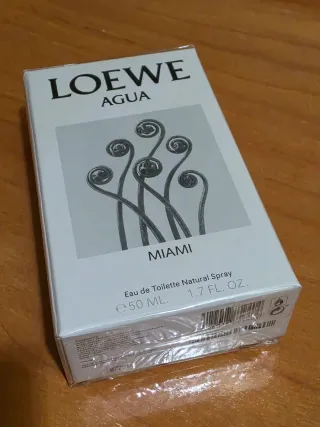 LOEWE
AGUA
MIAMI
Eau de Toilette Natural Spray
℮50 ML. 1.7 FL. OZ.